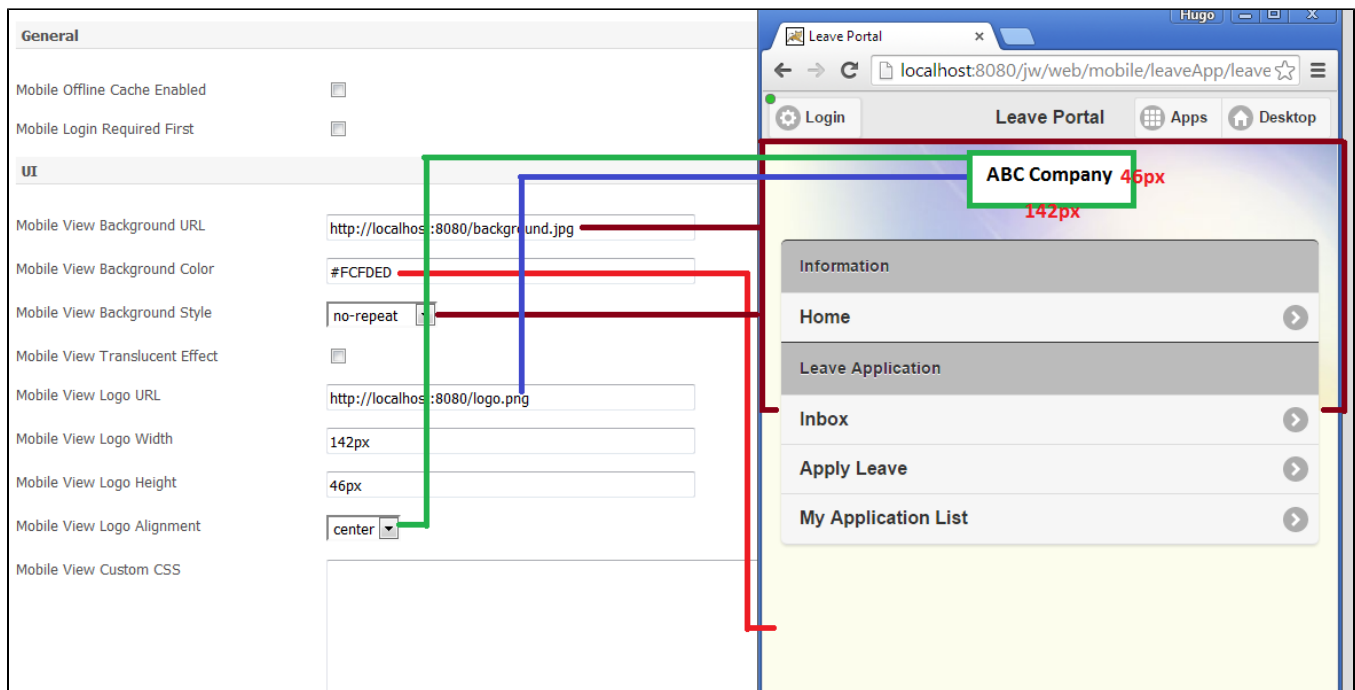 General
Mobile Offline Cache Enabled
Mobile Login Required First
UI
Mobile View Background URL
http://localhost:8080/background.jpg
Mobile View Background Color
#FCFDED
Mobile View Background Style
no-repeat
Mobile View Translucent Effect
Mobile View Logo URL
http://localhost:8080/logo.png
Mobile View Logo Width
142px
Mobile View Logo Height
46px
Mobile View Logo Alignment
center
Mobile View Custom CSS
Hugo
Leave Portal
localhost:8080/jw/web/mobile/leaveApp/leave
Login
Leave Portal
Apps
Desktop
ABC Company
46px
142px
Information
Home
Leave Application
Inbox
Apply Leave
My Application List